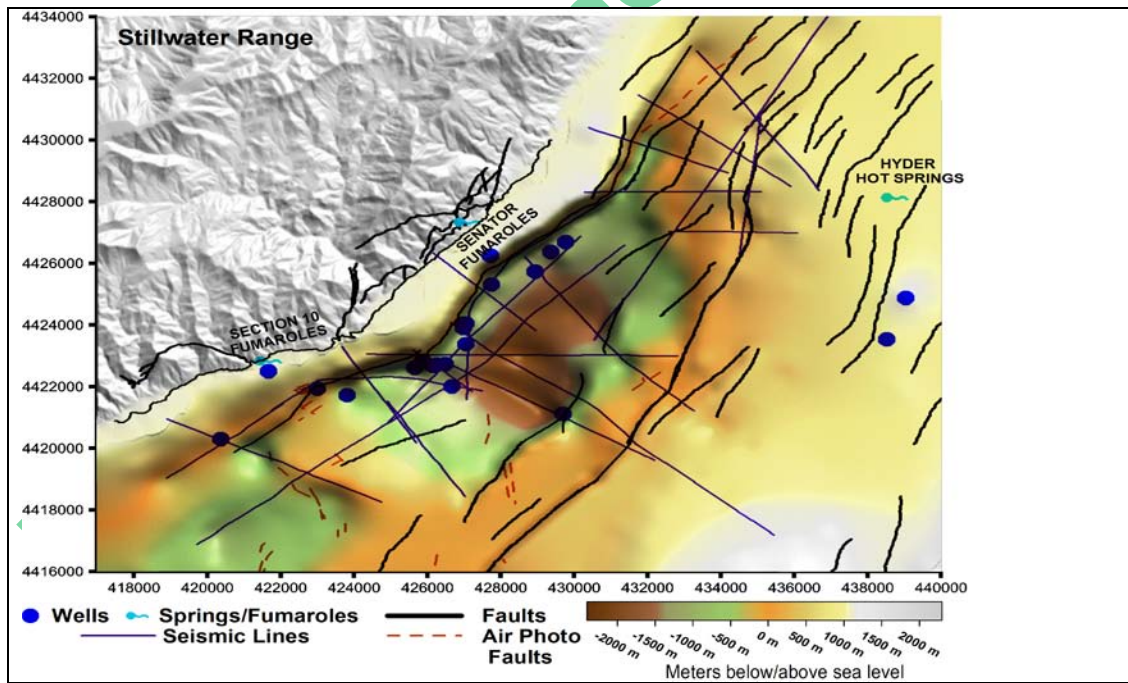 4434000
Stillwater Range
4432000
4430000
HYDER
HOT SPRINGS
4428000
SENATOR
FUMAROLES
4426000
4424000
SECTION 10
FUMAROLES
4422000
4420000
4418000
4416000
418000 420000 422000 424000 426000 428000 430000 432000 434000 436000 438000 440000
Wells Springs/Fumaroles Faults
Seismic Lines Air Photo
Faults
-2000 m -1500 m -1000 m -500 m 0 m 500 m 1000 m 1500 m 2000 m
Meters below/above sea level